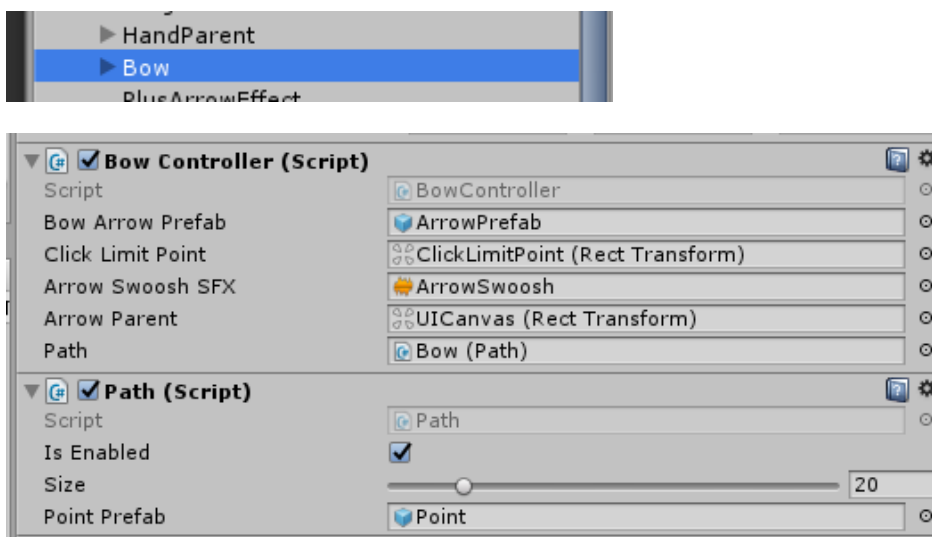 HandParent
Bow
PlusArrowEffect
Bow Controller (Script)
Script BowController
Bow Arrow Prefab ArrowPrefab
Click Limit Point ClickLimitPoint (Rect Transform)
Arrow Swoosh SFX ArrowSwoosh
Arrow Parent UICanvas (Rect Transform)
Path Bow (Path)
Path (Script)
Script Path
Is Enabled
Size 20
Point Prefab Point